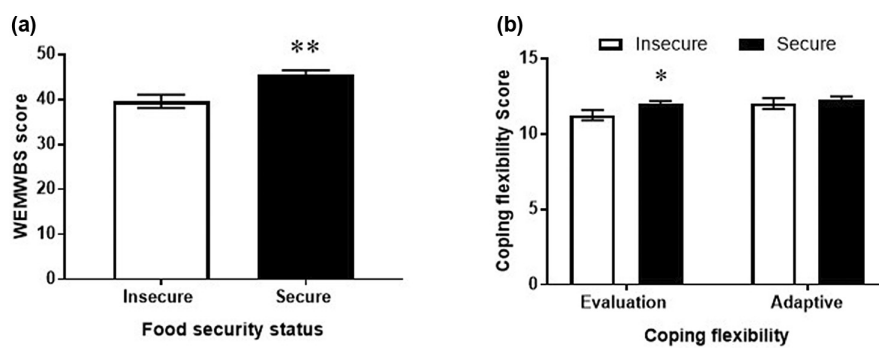 (a)
**
50
40
30
20
10
0
WEMWBS score
Insecure Secure
Food security status
(b)
Insecure Secure
*
15
10
5
0
Coping flexibility Score
Evaluation Adaptive
Coping flexibility